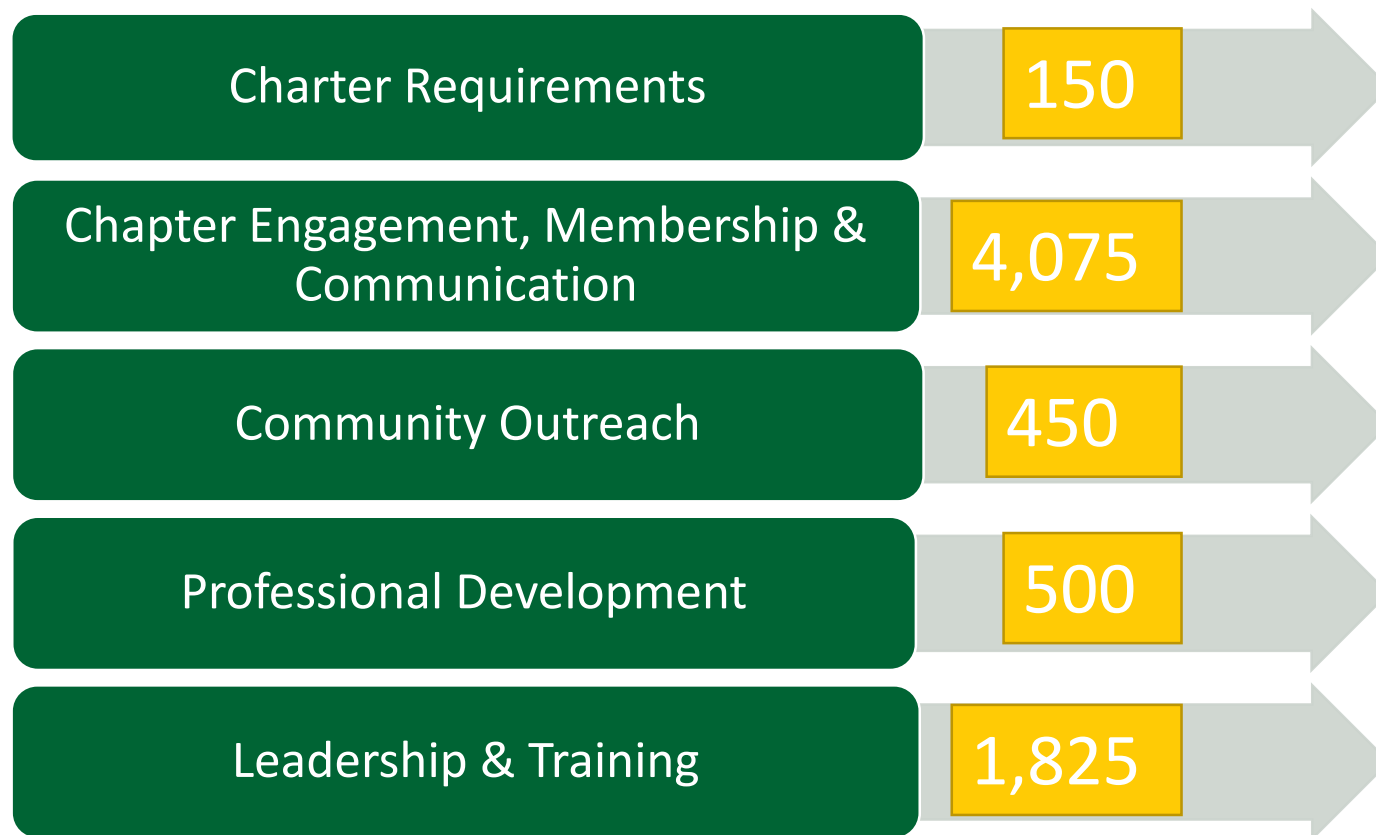 Charter Requirements
150
Chapter Engagement, Membership &
Communication
4,075
Community Outreach
450
Professional Development
500
Leadership & Training
1,825